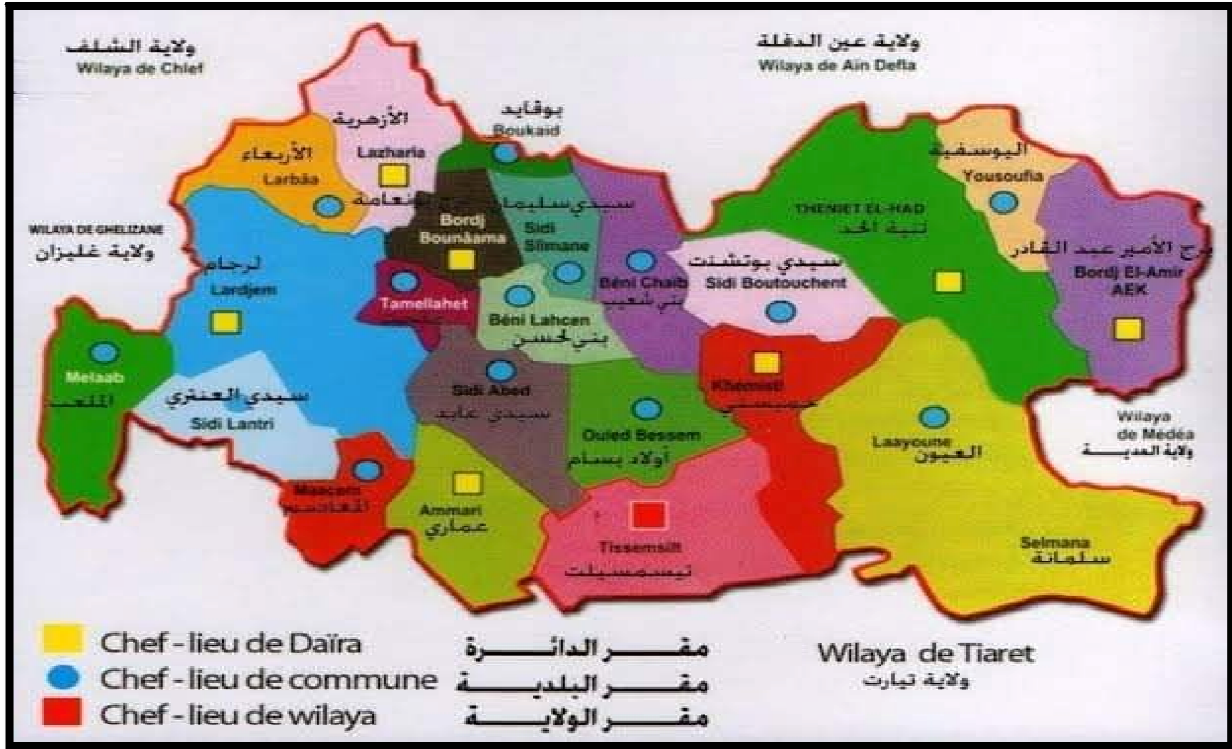 ولاية الشلف
Wilaya de Chlef
ولاية عين الدفلة
Wilaya de Ain Defla
الأزهرية
Lazharia
بوقايد
Boukaid
الأربعاء
Larbâa
اليوسفية
Yousoufia
سيدي سليمان
Sidi
Slimane
Bordj
Bounâama
THENIET EL-HAD
ثنية الحد
WILAYA DE GHELIZANE
ولاية غليزان
لرجام
Lardjem
برج الأمير عبد القادر
Bordj El-Amir
AEK
سيدي بوتشنت
Sidi Boutouchent
Béni Chaib
بني شعيب
Tamellahet
Béni Lahcen
بني لحسن
Melaab
الملعب
سيدي العنتري
Sidi Lantri
Sidi Abed
سيدي عابد
Khemisti
خميستي
Ouled Bessem
أولاد بسام
Laayoune
العيون
Wilaya
de Médéa
ولاية المدية
Maacem
Ammari
عماري
Tissemsilt
تيسمسيلت
Selmana
سلمانة
Chef - lieu de Daïra مقر الدائرة
Chef - lieu de commune مقر البلدية
Chef - lieu de wilaya مقر الولاية
Wilaya de Tiaret
ولاية تيارت